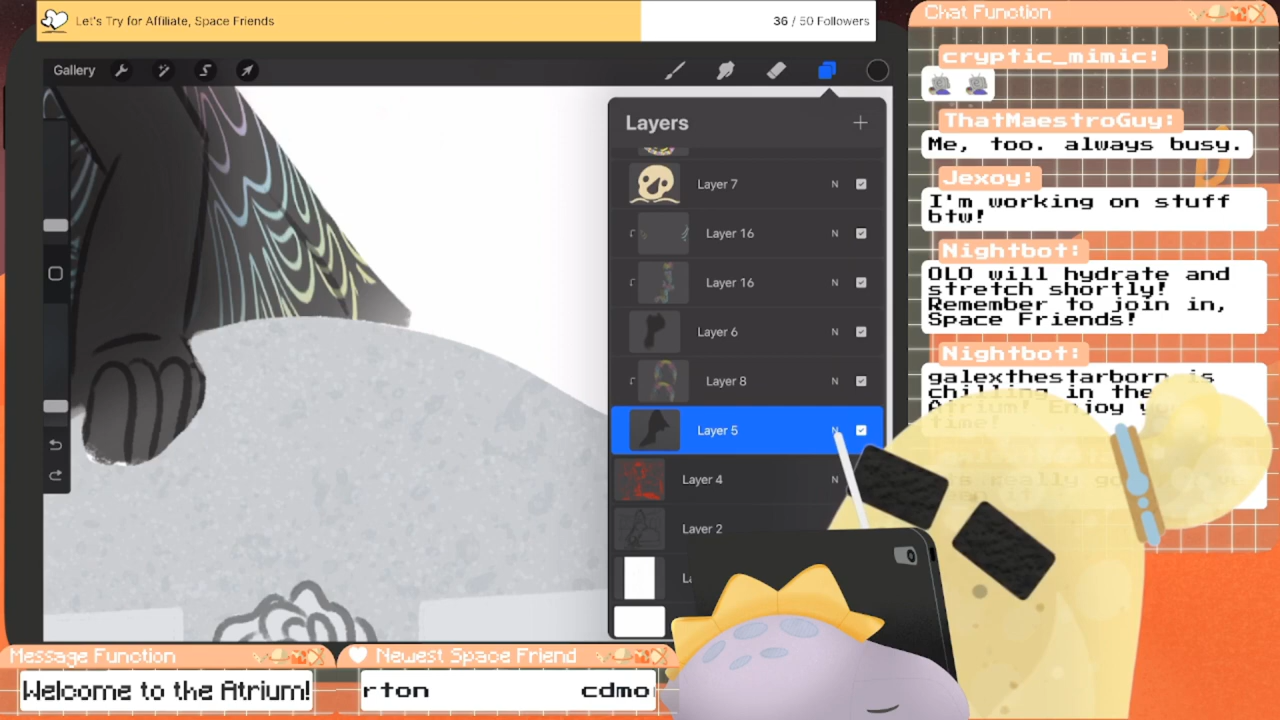 Let's Try for Affiliate, Space Friends
36 / 50 Followers
Gallery
Layers
Layer 7
N
Layer 16
N
Layer 16
N
Layer 6
N
Layer 8
N
Layer 5
N
Layer 4
N
Layer 2
Chat Function
cryptic_mimic:
ThatMaestroGuy:
Me, too. always busy.
Jexoy:
I'm working on stuff
btw!
Nightbot:
OLO will hydrate and
stretch shortly!
Remember to join in,
Space Friends!
Nightbot:
galexthestarborn is
chilling in the
Atrium! Enjoy
time!
Message Function
Welcome to the Atrium!
Newest Space Friend
rton cdmo